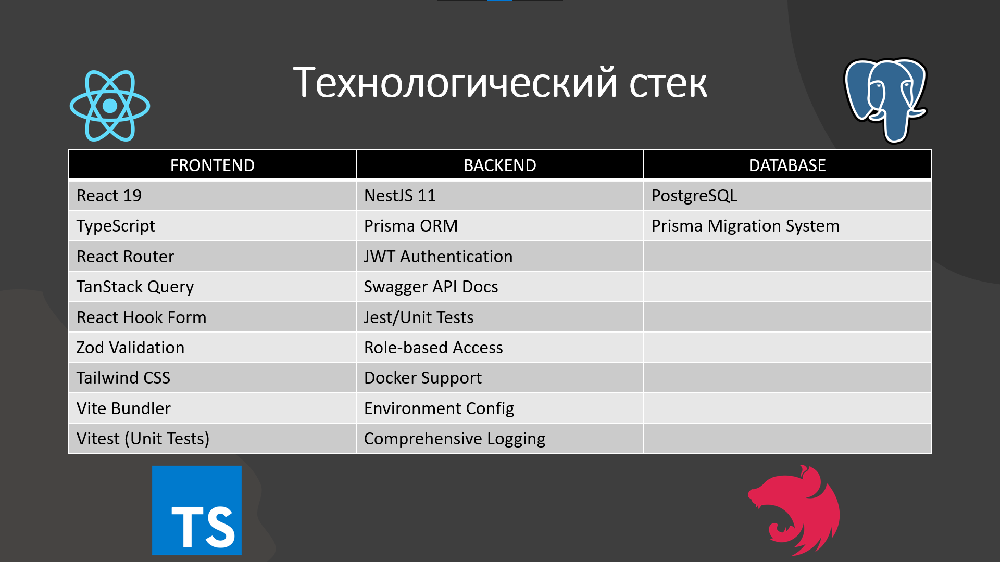 Технологический стек
FRONTEND BACKEND DATABASE
React 19 NestJS 11 PostgreSQL
TypeScript Prisma ORM Prisma Migration System
React Router JWT Authentication
TanStack Query Swagger API Docs
React Hook Form Jest/Unit Tests
Zod Validation Role-based Access
Tailwind CSS Docker Support
Vite Bundler Environment Config
Vitest (Unit Tests) Comprehensive Logging
TS